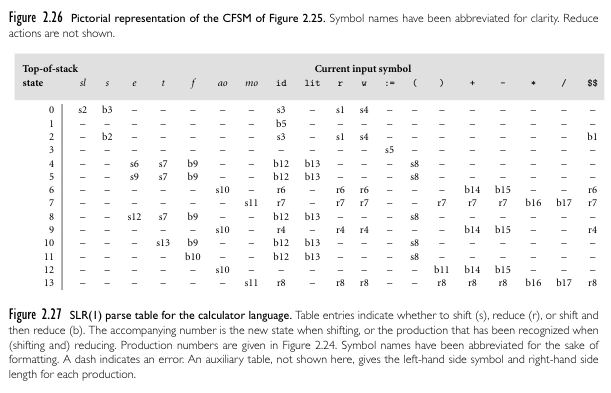 Figure 2.26 Pictorial representation of the CFSM of Figure 2.25. Symbol names have been abbreviated for clarity. Reduce
actions are not shown.
Top-of-stack Current input symbol
state sl s e t f ao mo id lit r w := ( ) + - * / $$
0 s2 b3 – – – – – s3 – s1 s4 – – – – – – – –
1 – – – – – – – b5 – – – – – – – – – – –
2 – b2 – – – – – s3 – s1 s4 – – – – – – – b1
3 – – – – – – – – – – – s5 – – – – – – –
4 – – s6 s7 b9 – – b12 b13 – – – s8 – – – – – –
5 – – s9 s7 b9 – – b12 b13 – – – s8 – – – – – –
6 – – – – – s10 – r6 – r6 r6 – – – b14 b15 – – r6
7 – – – – – – s11 r7 – r7 r7 – – r7 r7 r7 b16 b17 r7
8 – – s12 s7 b9 – – b12 b13 – – – s8 – – – – – –
9 – – – – – s10 – r4 – r4 r4 – – – b14 b15 – – r4
10 – – – s13 b9 – – b12 b13 – – – s8 – – – – – –
11 – – – – b10 – – b12 b13 – – – s8 – – – – – –
12 – – – – – s10 – – – – – – – b11 b14 b15 – – –
13 – – – – – – s11 r8 – r8 r8 – – r8 r8 r8 b16 b17 r8
Figure 2.27 SLR(1) parse table for the calculator language. Table entries indicate whether to shift (s), reduce (r), or shift and
then reduce (b). The accompanying number is the new state when shifting, or the production that has been recognized when
(shifting and) reducing. Production numbers are given in Figure 2.24. Symbol names have been abbreviated for the sake of
formatting. A dash indicates an error. An auxiliary table, not shown here, gives the left-hand side symbol and right-hand side
length for each production.